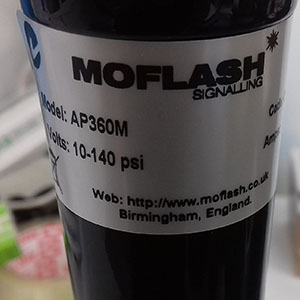 MOFLASH
SIGNALLING
Model: AP360M
Volts: 10-140 psi
Web: http://www.moflash.co.uk
Birmingham, England.